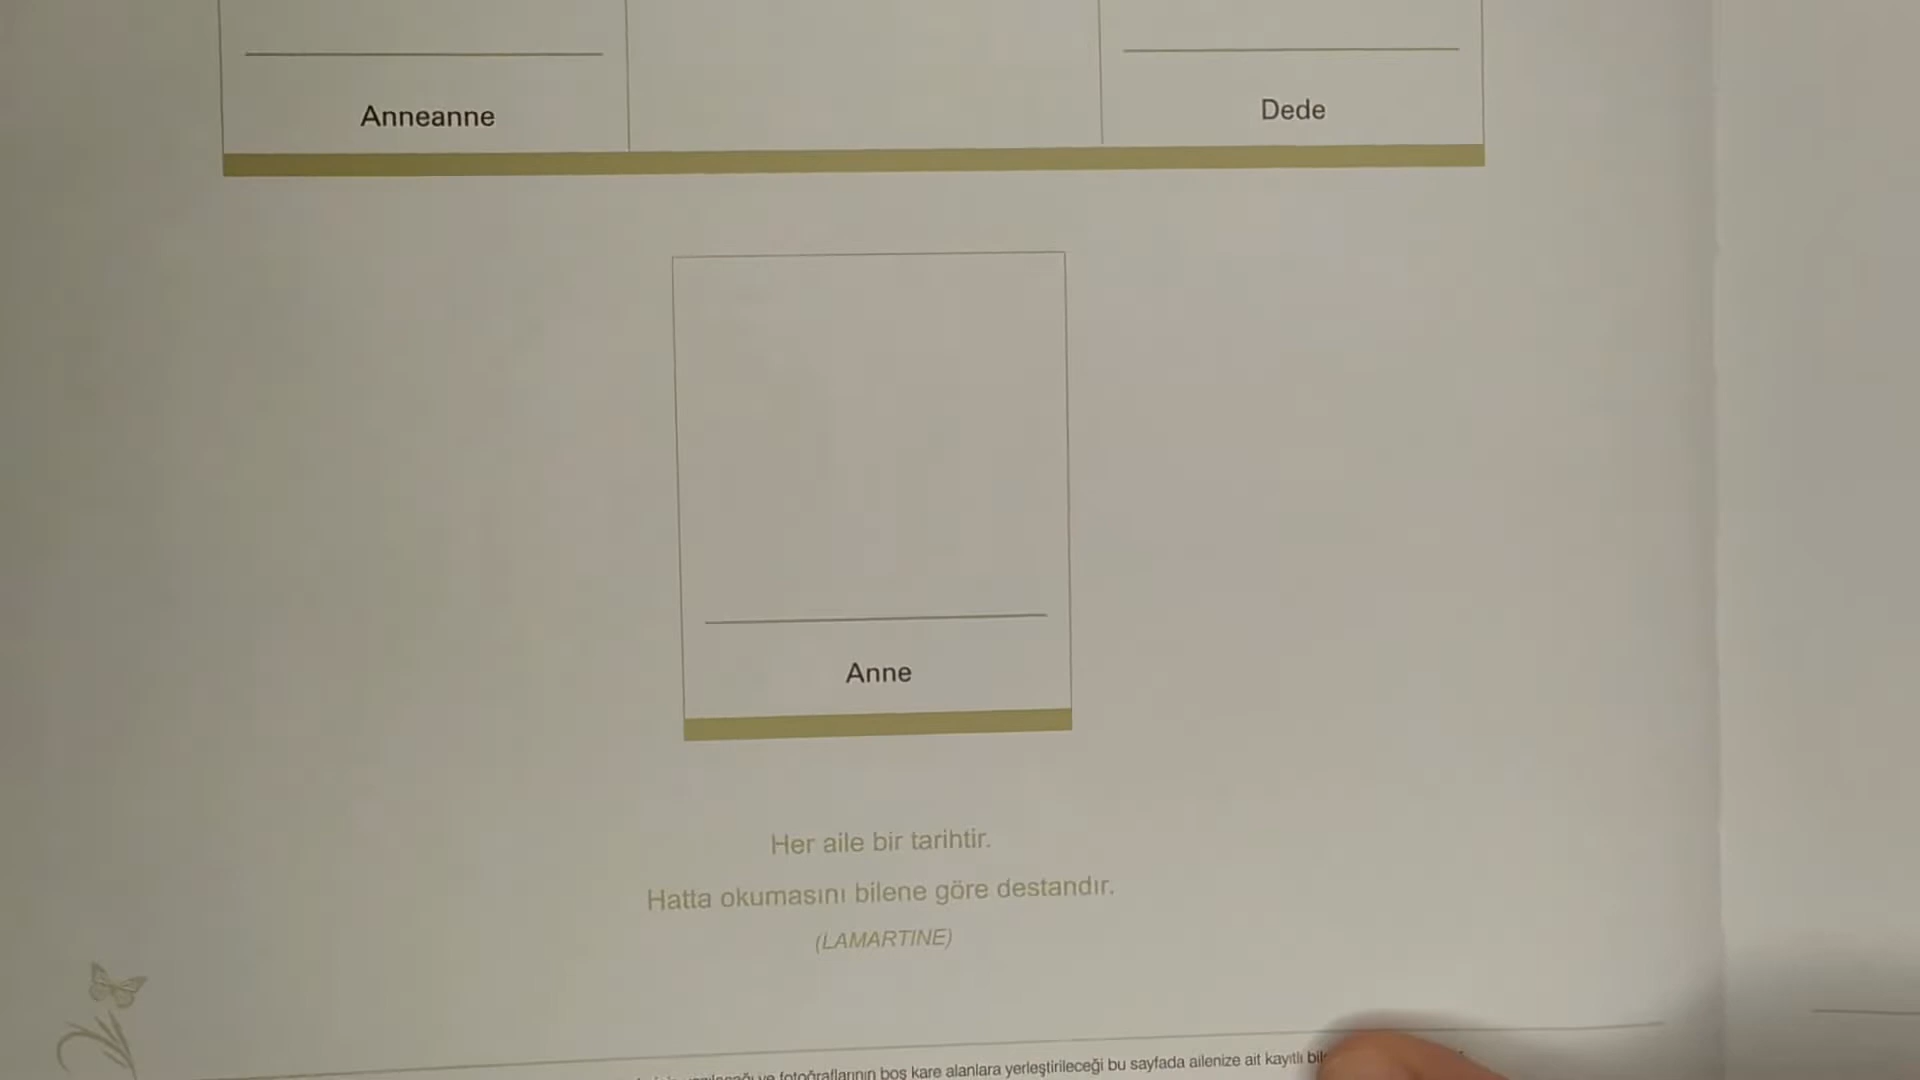 Anneanne
Dede
Anne
Her aile bir tarihtir.
Hatta okumasını bilene göre destandır.
(LAMARTINE)
ve fotoğraflarının boş kare alanlara yerleştirileceği bu sayfada ailenize ait kayıtlı